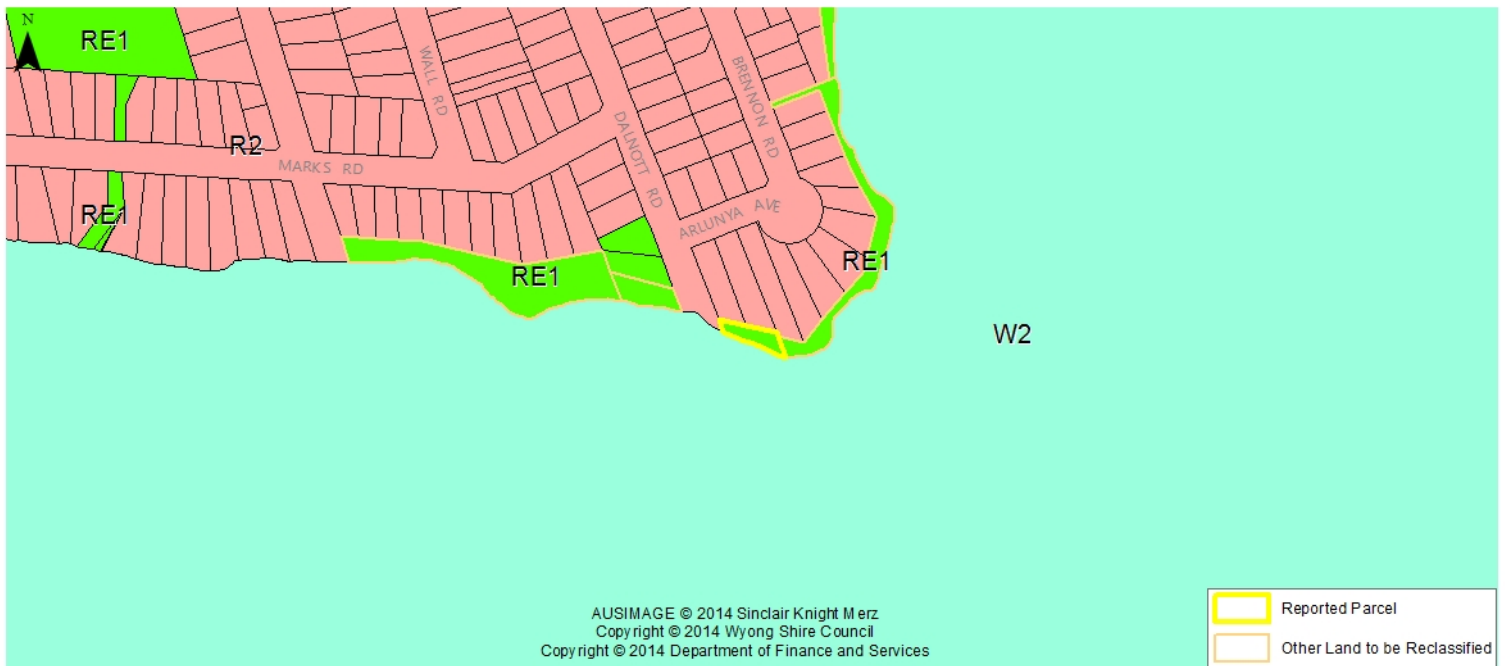 N
RE1
WALL RD
BRENNON RD
DALNOTT RD
R2
MARKS RD
RE1
ARLUNYA AVE
RE1
RE1
W2
AUSIMAGE © 2014 Sinclair Knight Merz
Copyright © 2014 Wyong Shire Council
Copyright © 2014 Department of Finance and Services
Reported Parcel
Other Land to be Reclassified